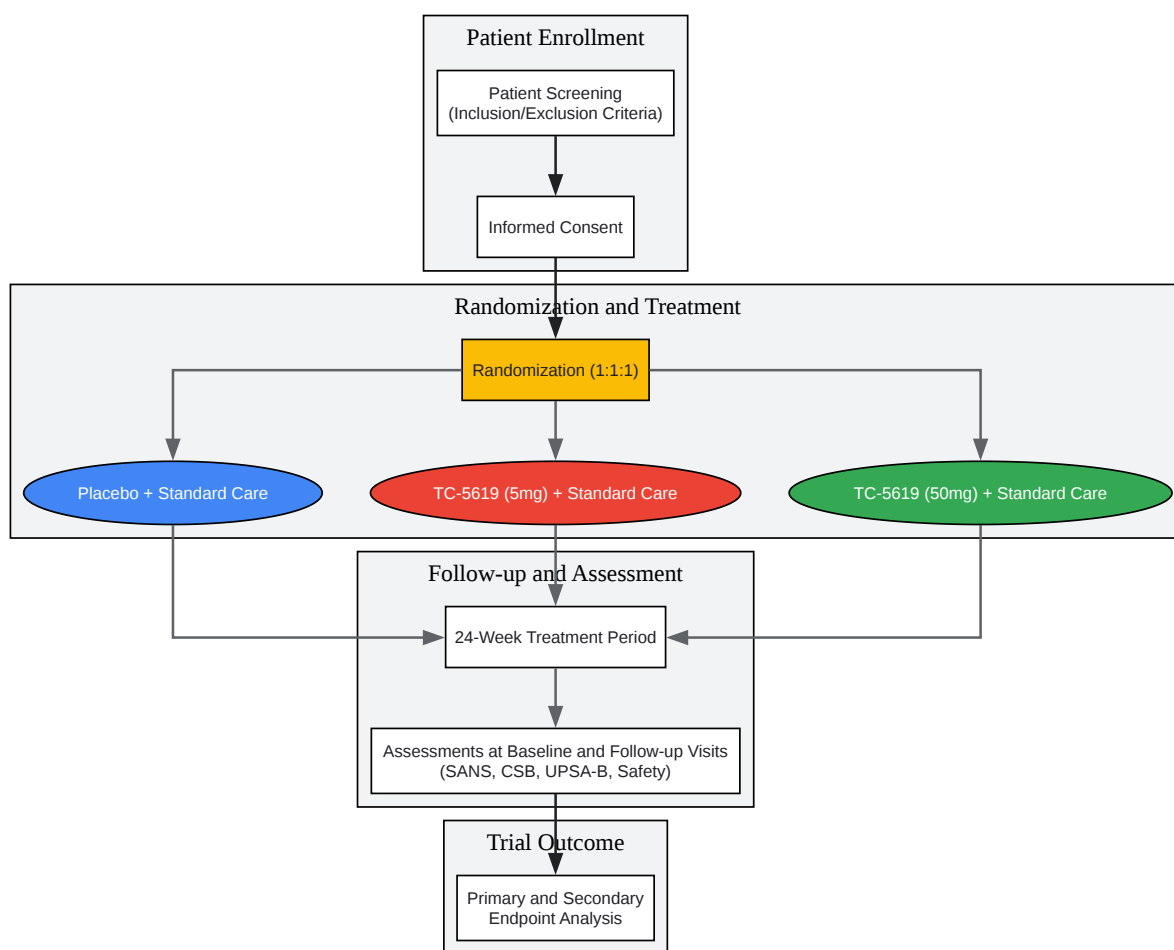 Patient Enrollment
Patient Screening
(Inclusion/Exclusion Criteria)
Informed Consent
Randomization and Treatment
Randomization (1:1:1)
Placebo + Standard Care
TC-5619 (5mg) + Standard Care
TC-5619 (50mg) + Standard Care
Follow-up and Assessment
24-Week Treatment Period
Assessments at Baseline and Follow-up Visits
(SANS, CSB, UPSA-B, Safety)
Trial Outcome
Primary and Secondary
Endpoint Analysis